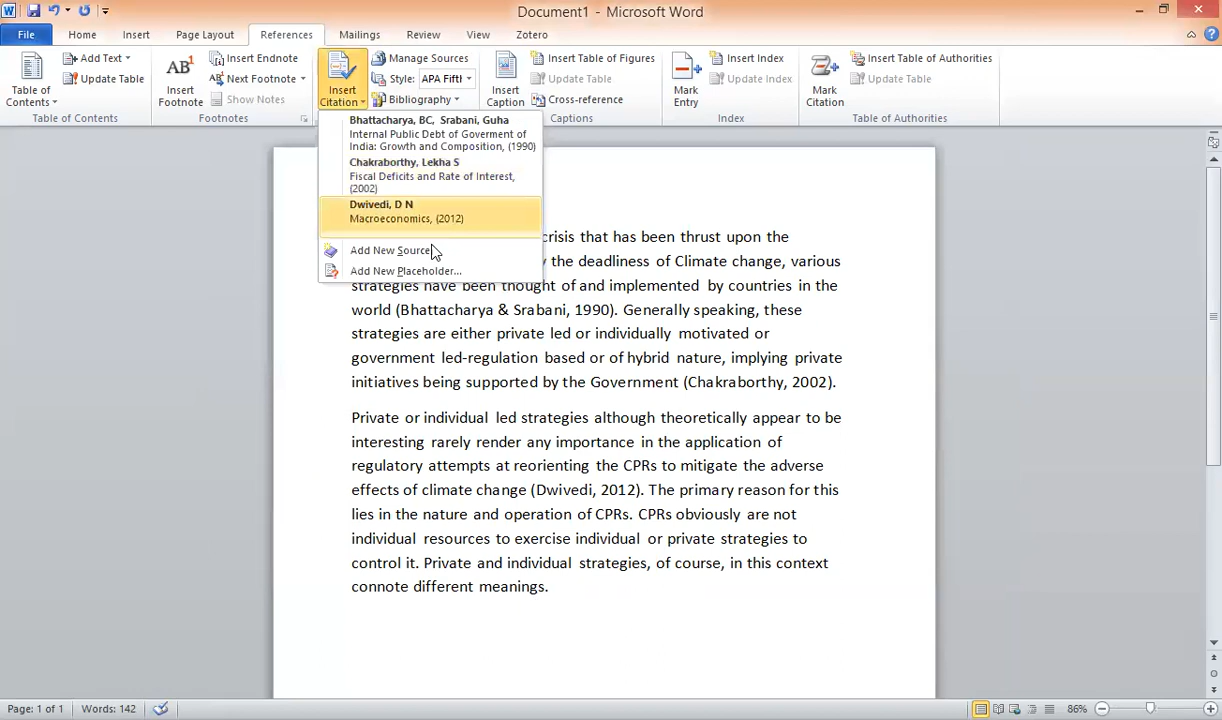 Document1 - Microsoft Word
File Home Insert Page Layout References Mailings Review View Zotero
Table of Contents
Add Text
Update Table
Table of Contents
AB¹
Insert Footnote
Insert Endnote
Next Footnote
Show Notes
Footnotes
Insert Citation
Manage Sources
Style: APA Fiftl
Bibliography
Insert Caption
Insert Table of Figures
Update Table
Cross-reference
Captions
Mark Entry
Insert Index
Update Index
Index
Mark Citation
Insert Table of Authorities
Update Table
Table of Authorities
Bhattacharya, BC, Srabani, Guha
Internal Public Debt of Goverment of
India: Growth and Composition, (1990)
Chakraborthy, Lekha S
Fiscal Deficits and Rate of Interest,
(2002)
Dwivedi, D N
Macroeconomics, (2012)
Add New Source
Add New Placeholder...
crisis that has been thrust upon the
the deadliness of Climate change, various
strategies have been thought of and implemented by countries in the
world (Bhattacharya & Srabani, 1990). Generally speaking, these
strategies are either private led or individually motivated or
government led-regulation based or of hybrid nature, implying private
initiatives being supported by the Government (Chakraborthy, 2002).
Private or individual led strategies although theoretically appear to be
interesting rarely render any importance in the application of
regulatory attempts at reorienting the CPRs to mitigate the adverse
effects of climate change (Dwivedi, 2012). The primary reason for this
lies in the nature and operation of CPRs. CPRs obviously are not
individual resources to exercise individual or private strategies to
control it. Private and individual strategies, of course, in this context
connote different meanings.
Page: 1 of 1 Words: 142 86%